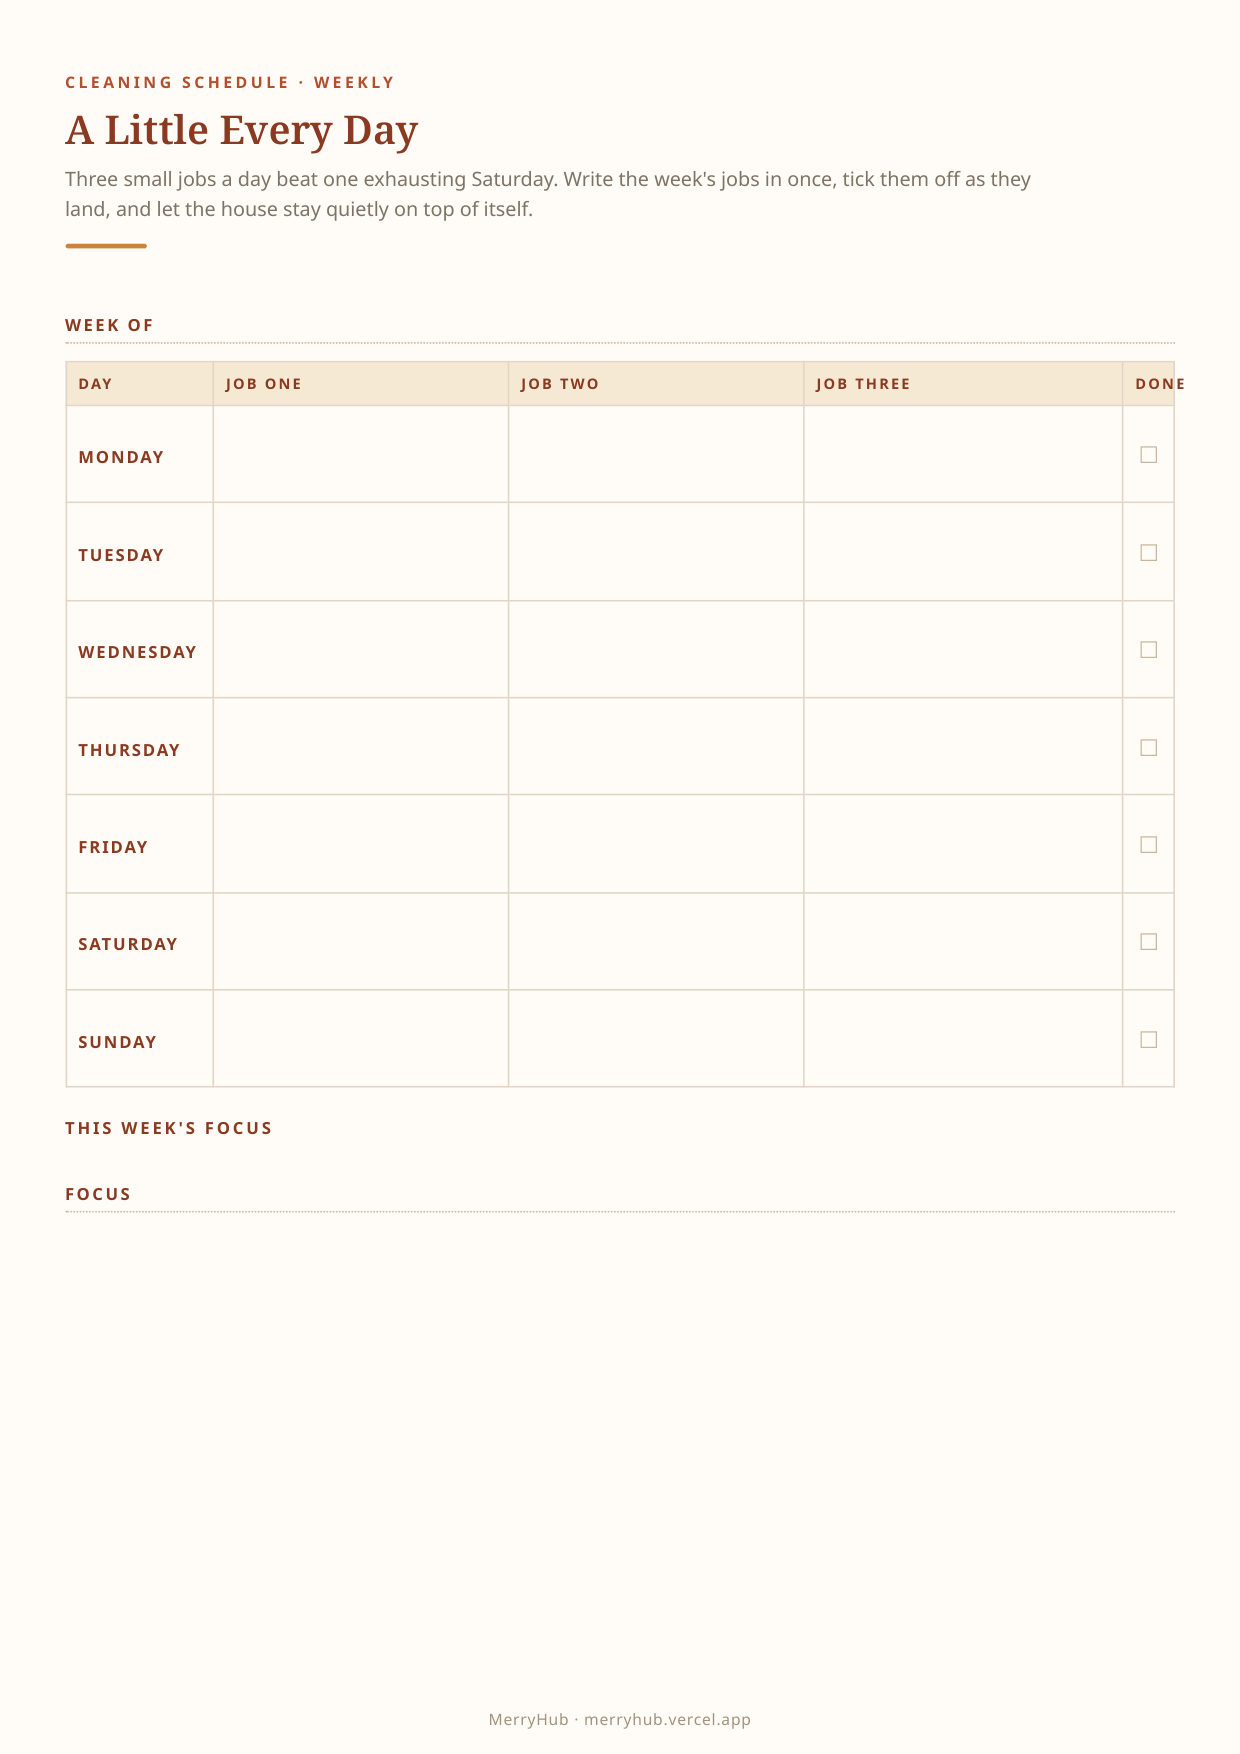 CLEANING SCHEDULE · WEEKLY
A Little Every Day
Three small jobs a day beat one exhausting Saturday. Write the week's jobs in once, tick them off as they
land, and let the house stay quietly on top of itself.
WEEK OF
DAY JOB ONE JOB TWO JOB THREE DONE
MONDAY ☐
TUESDAY ☐
WEDNESDAY ☐
THURSDAY ☐
FRIDAY ☐
SATURDAY ☐
SUNDAY ☐
THIS WEEK'S FOCUS
FOCUS
MerryHub · merryhub.vercel.app